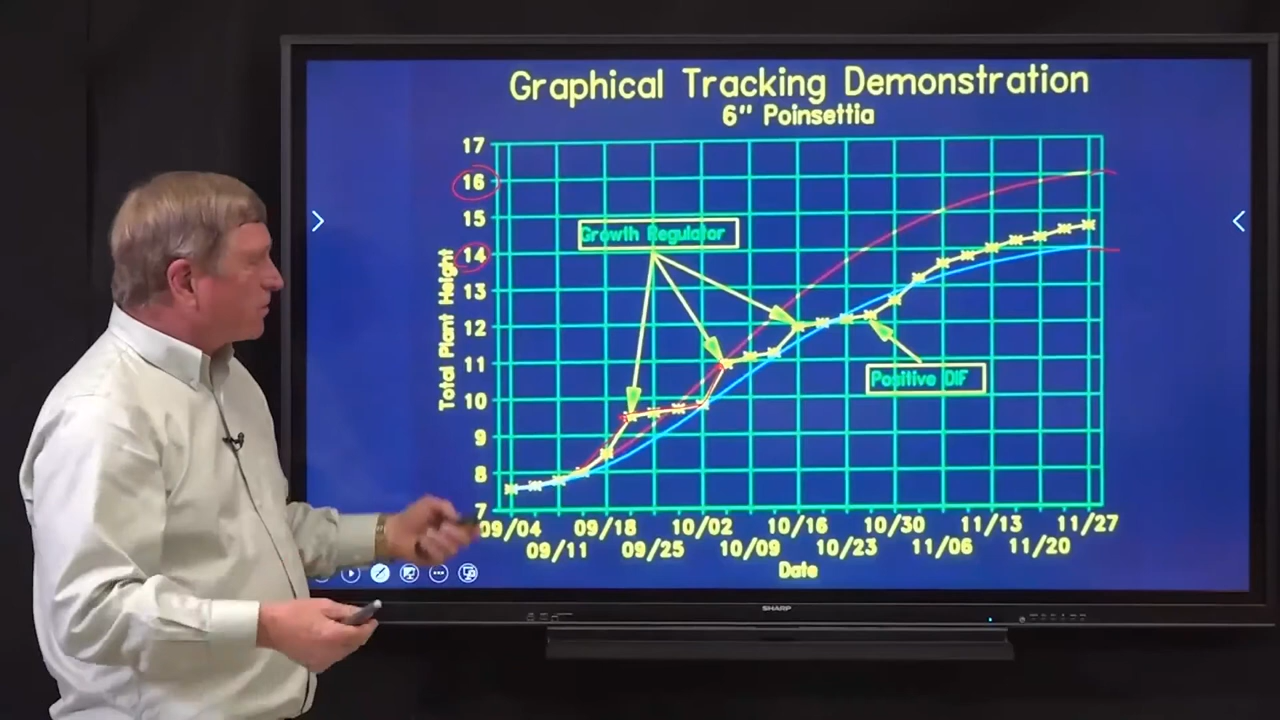 Graphical Tracking Demonstration
6" Poinsettia
17
16
15
14
13
12
11
10
9
8
7
Total Plant Height
Growth Regulator
Positive DIF
09/04 09/18 10/02 10/16 10/30 11/13 11/27
09/11 09/25 10/09 10/23 11/06 11/20
Date
SHARP